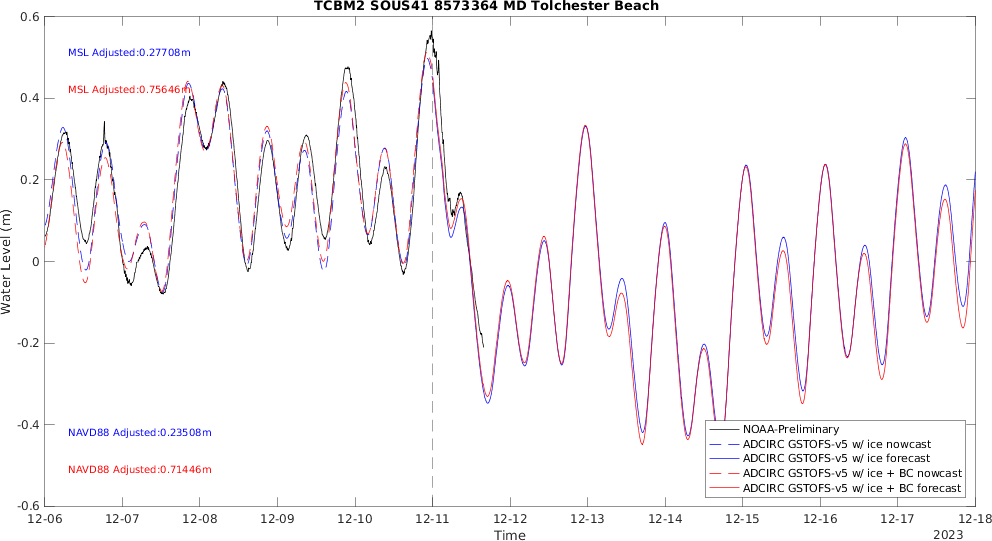 TCBM2 SOUS41 8573364 MD Tolchester Beach
Water Level (m)
0.6
0.4
0.2
0
-0.2
-0.4
-0.6
MSL Adjusted:0.27708m
MSL Adjusted:0.75646m
NAVD88 Adjusted:0.23508m
NAVD88 Adjusted:0.71446m
NOAA-Preliminary
ADCIRC GSTOFS-v5 w/ ice nowcast
ADCIRC GSTOFS-v5 w/ ice forecast
ADCIRC GSTOFS-v5 w/ ice + BC nowcast
ADCIRC GSTOFS-v5 w/ ice + BC forecast
12-06 12-07 12-08 12-09 12-10 12-11 12-12 12-13 12-14 12-15 12-16 12-17 12-18
Time
2023